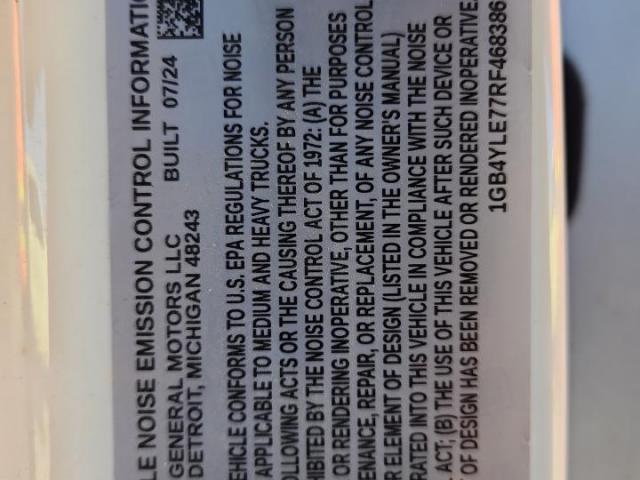 LE NOISE EMISSION CONTROL INFORMATI
GENERAL MOTORS LLC
DETROIT, MICHIGAN 48243 BUILT 07/24
EHICLE CONFORMS TO U.S. EPA REGULATIONS FOR NOISE
APPLICABLE TO MEDIUM AND HEAVY TRUCKS.
OLLOWING ACTS OR THE CAUSING THEREOF BY ANY PERSON
HIBITED BY THE NOISE CONTROL ACT OF 1972: (A) THE
OR RENDERING INOPERATIVE, OTHER THAN FOR PURPOSES
ENANCE, REPAIR, OR REPLACEMENT, OF ANY NOISE CONTROL
R ELEMENT OF DESIGN (LISTED IN THE OWNER'S MANUAL)
RATED INTO THIS VEHICLE IN COMPLIANCE WITH THE NOISE
ACT; (B) THE USE OF THIS VEHICLE AFTER SUCH DEVICE OR
T OF DESIGN HAS BEEN REMOVED OR RENDERED INOPERATIVE.
1GB4YLE77RF468386